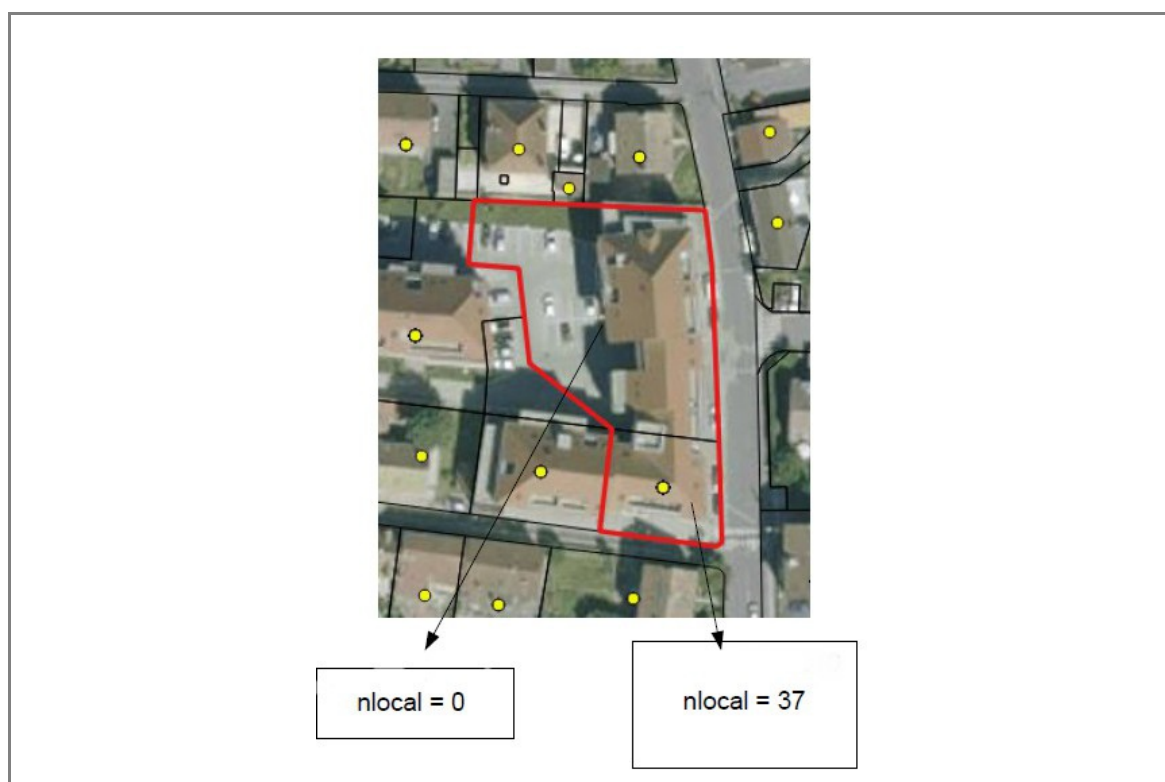 nlocal = 0
nlocal = 37